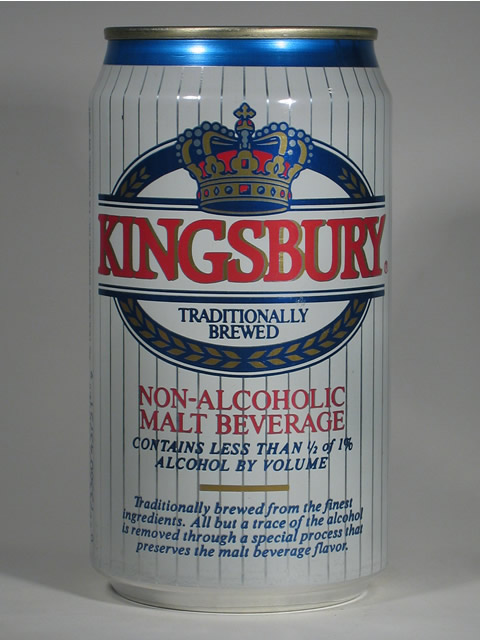 KINGSBURY®
TRADITIONALLY
BREWED
NON-ALCOHOLIC
MALT BEVERAGE
CONTAINS LESS THAN ½ of 1%
ALCOHOL BY VOLUME
Traditionally brewed from the finest
ingredients. All but a trace of the alcohol
is removed through a special process that
preserves the malt beverage flavor.